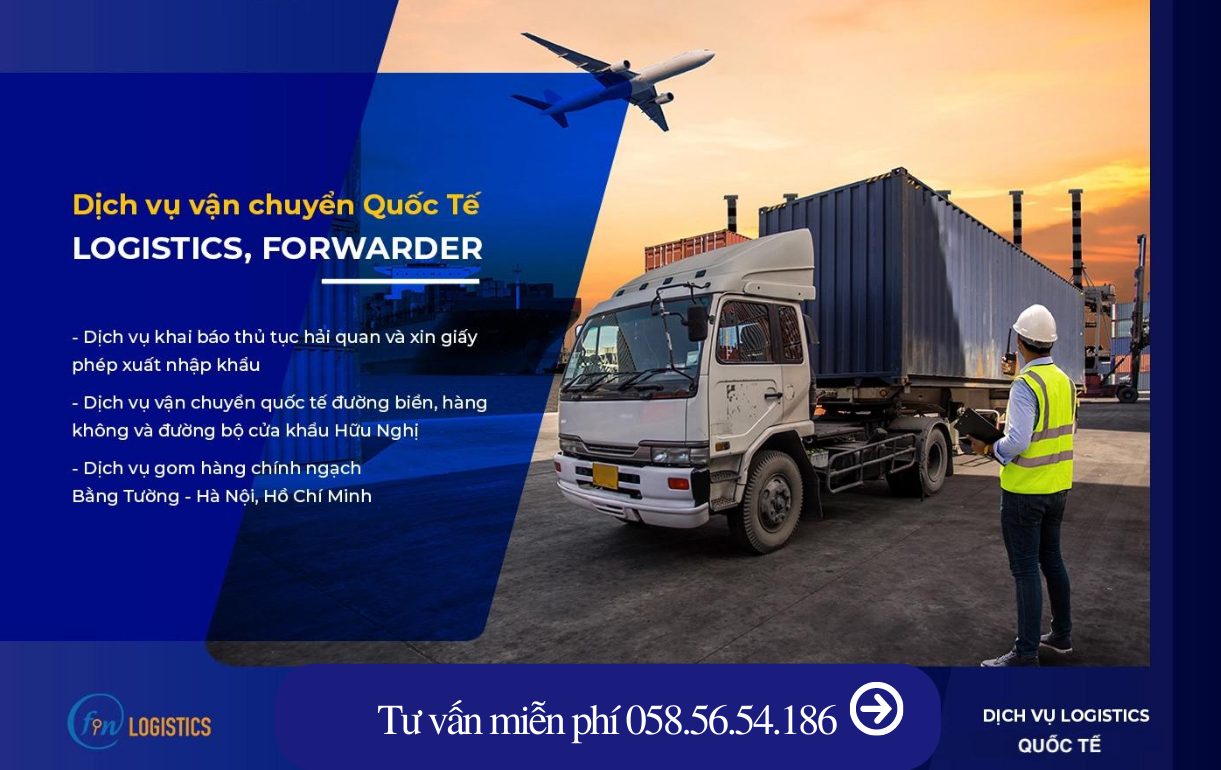 Dịch vụ vận chuyển Quốc Tế
LOGISTICS, FORWARDER
- Dịch vụ khai báo thủ tục hải quan và xin giấy
phép xuất nhập khẩu
- Dịch vụ vận chuyển quốc tế đường biển, hàng
không và đường bộ cửa khẩu Hữu Nghị
- Dịch vụ gom hàng chính ngạch
Bằng Tường - Hà Nội, Hồ Chí Minh
fin LOGISTICS
Tư vấn miễn phí 058.56.54.186
DỊCH VỤ LOGISTICS
QUỐC TẾ